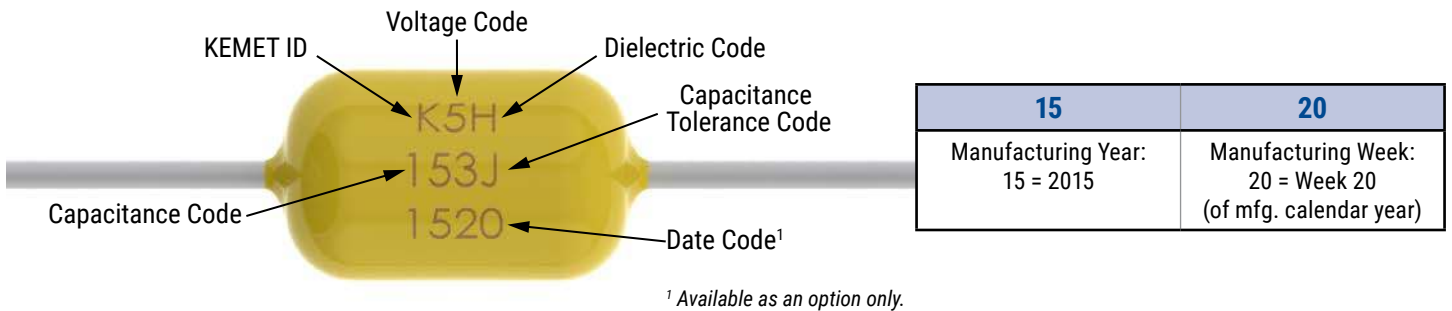 Voltage Code
KEMET ID
Dielectric Code
Capacitance
Tolerance Code
K5H
153J
1520
Capacitance Code
Date Code¹
¹ Available as an option only.
15 20
Manufacturing Year:
15 = 2015
Manufacturing Week:
20 = Week 20
(of mfg. calendar year)